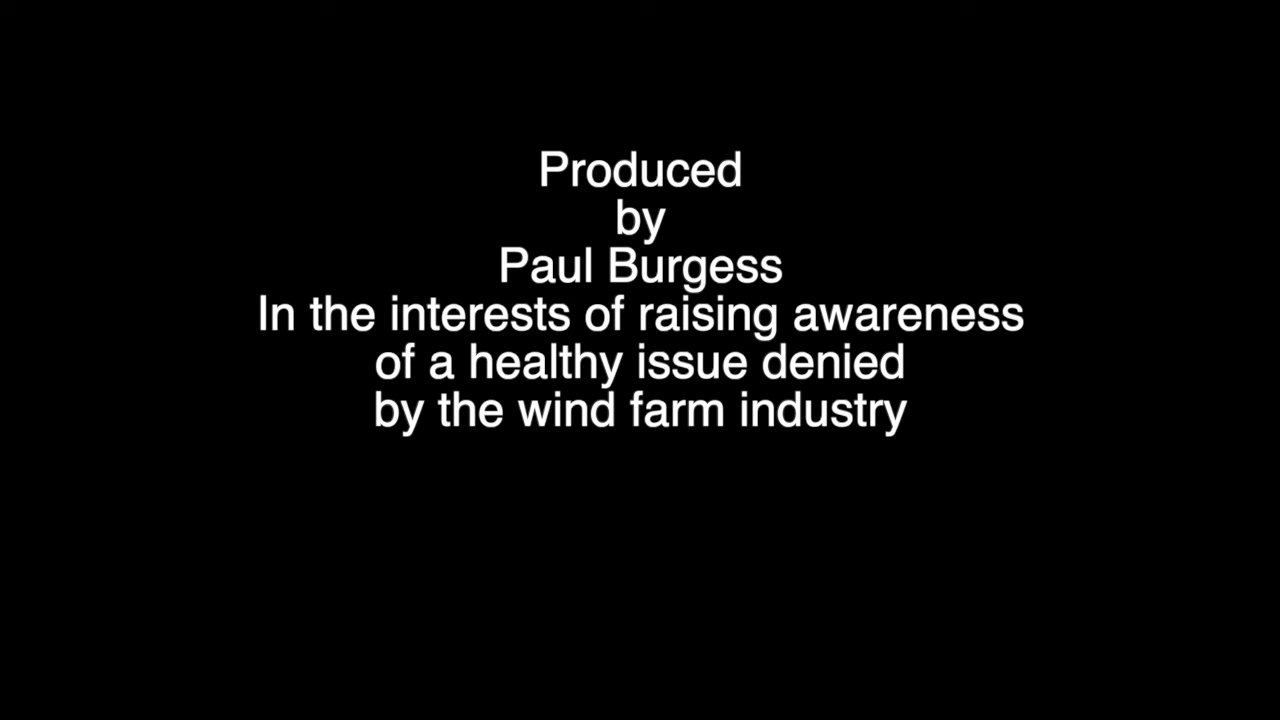 Produced
by
Paul Burgess
In the interests of raising awareness
of a healthy issue denied
by the wind farm industry